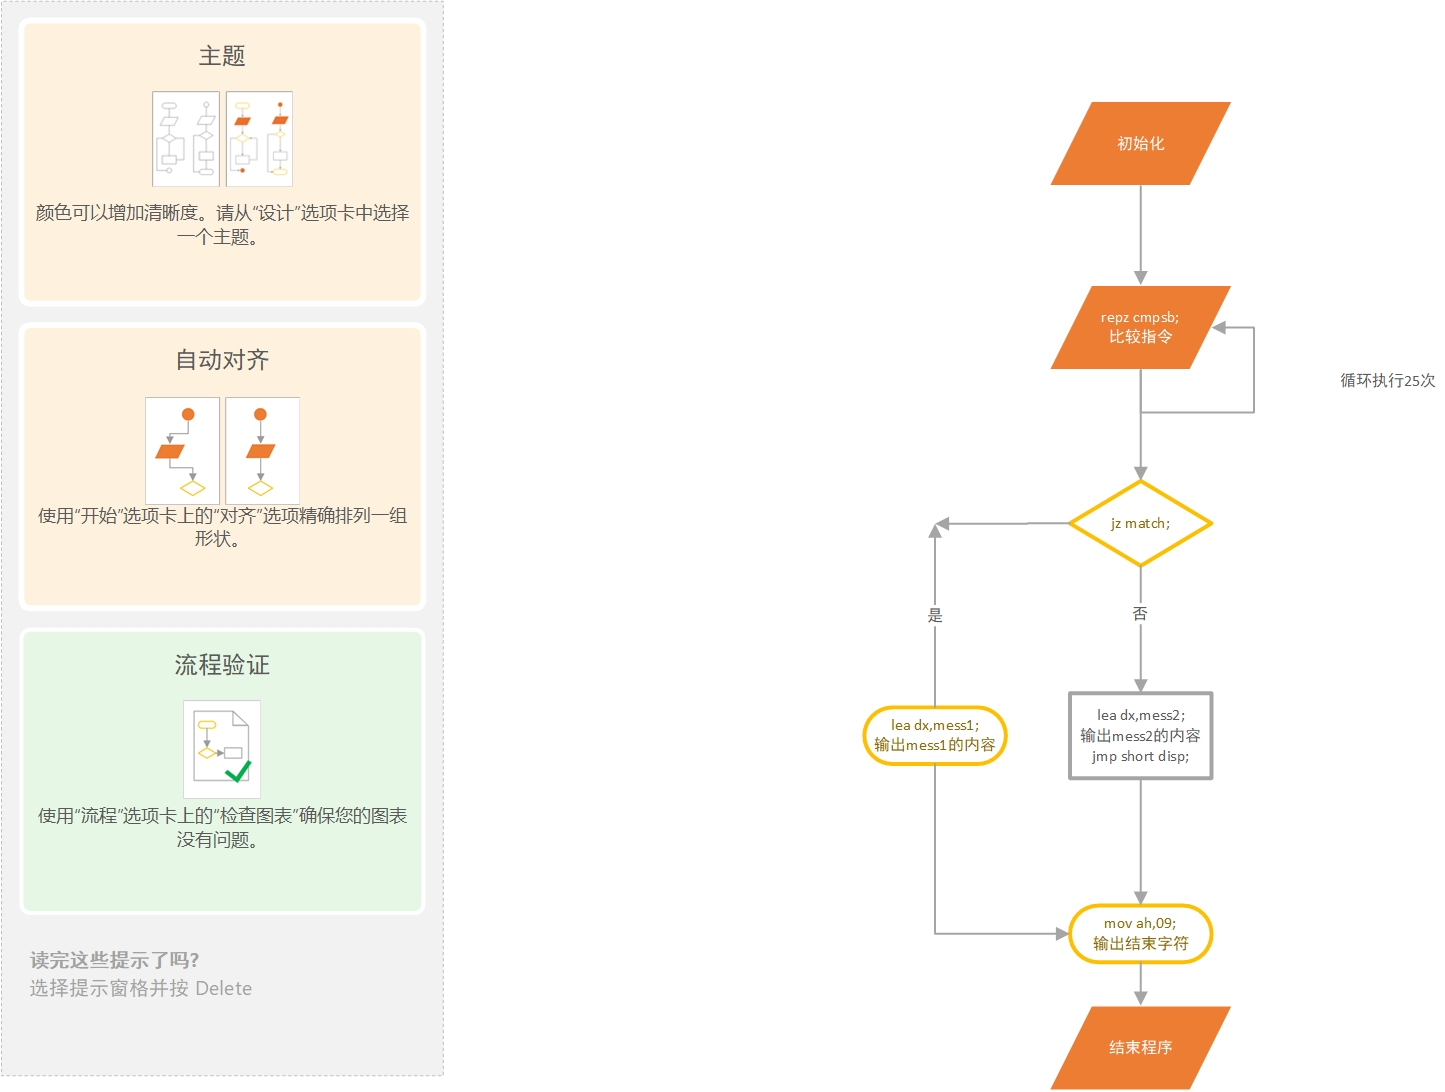 主题
颜色可以增加清晰度。请从“设计”选项卡中选择
一个主题。
自动对齐
使用“开始”选项卡上的“对齐”选项精确排列一组
形状。
流程验证
使用“流程”选项卡上的“检查图表”确保您的图表
没有问题。
读完这些提示了吗?
选择提示窗格并按 Delete
初始化
repz cmpsb;
比较指令
循环执行25次
jz match;
是
否
lea dx,mess1;
输出mess1的内容
lea dx,mess2;
输出mess2的内容
jmp short disp;
mov ah,09;
输出结束字符
结束程序